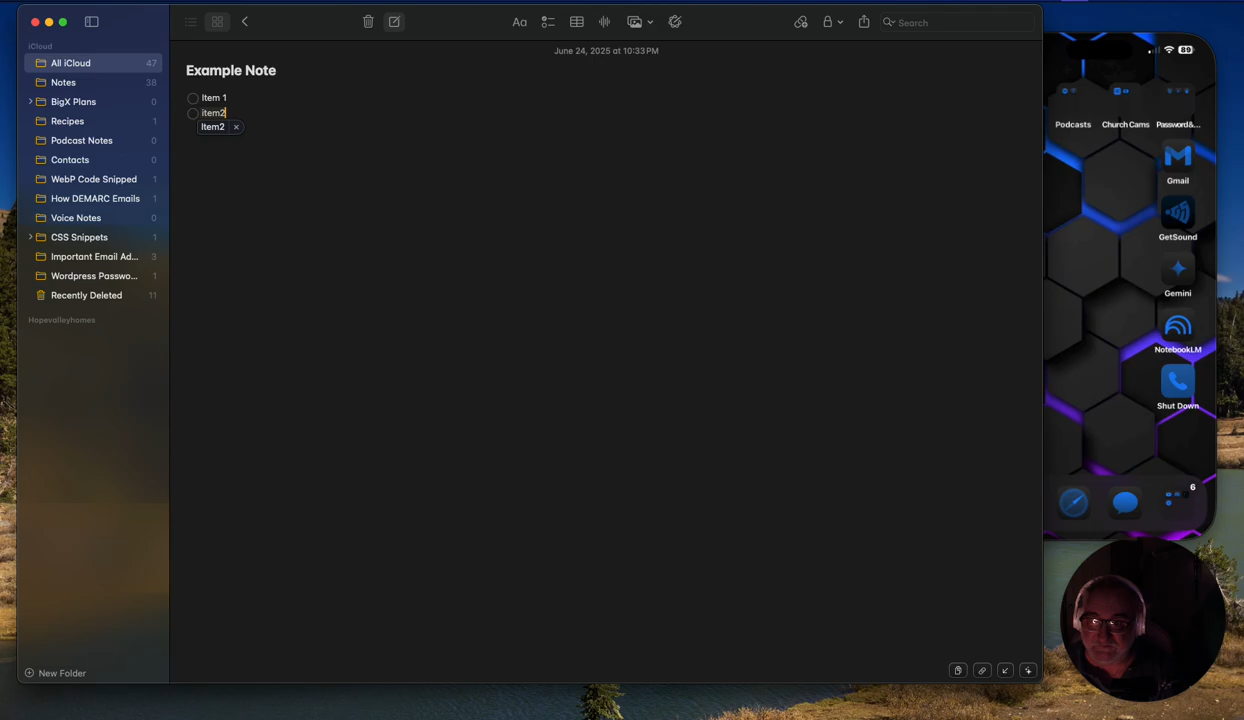 Search
iCloud
All iCloud 47
Notes 38
BigX Plans 0
Recipes 1
Podcast Notes 0
Contacts 0
WebP Code Snipped 1
How DEMARC Emails 1
Voice Notes 0
CSS Snippets 1
Important Email Ad... 3
Wordpress Passwo... 1
Recently Deleted 11
Hopevalleyhomes
New Folder
Aa
June 24, 2025 at 10:33 PM
Example Note
Item 1
item2
Item2 ×
89
Podcasts Church Cams Password&...
Gmail
GetSound
Gemini
NotebookLM
Shut Down
6